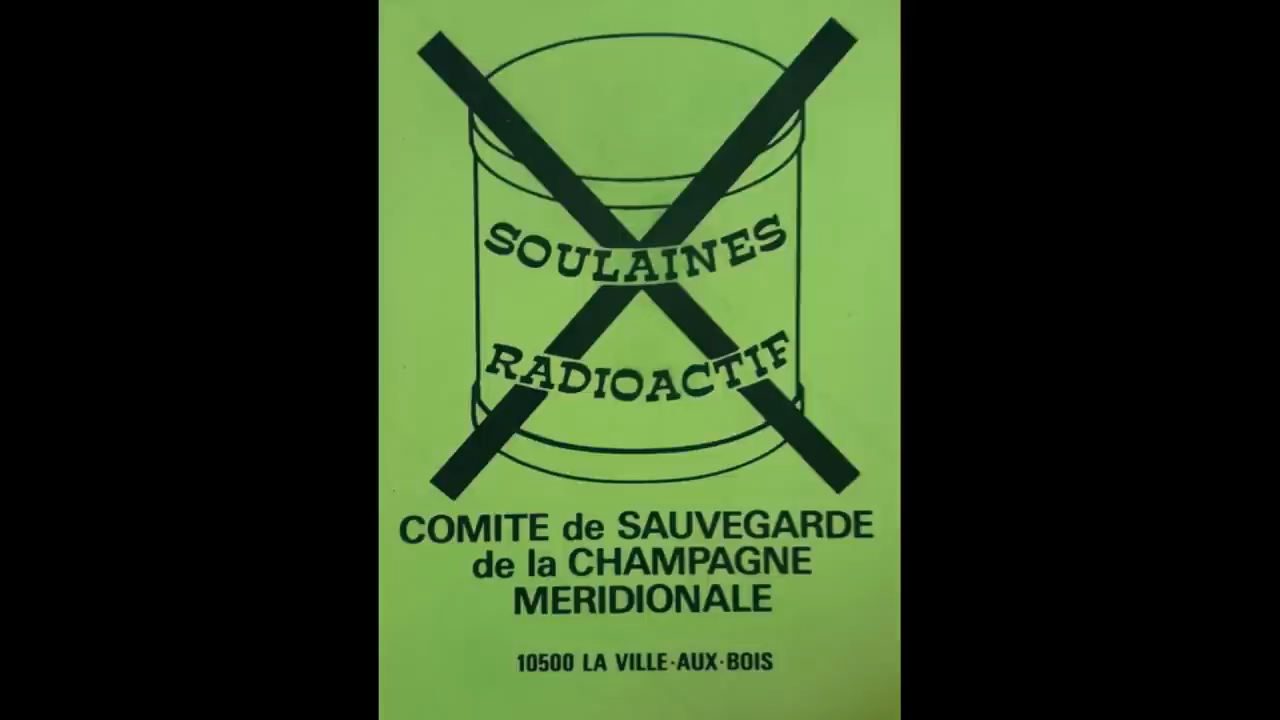 SOULAINES
RADIOACTIF
COMITE de SAUVEGARDE
de la CHAMPAGNE
MERIDIONALE
10500 LA VILLE-AUX-BOIS